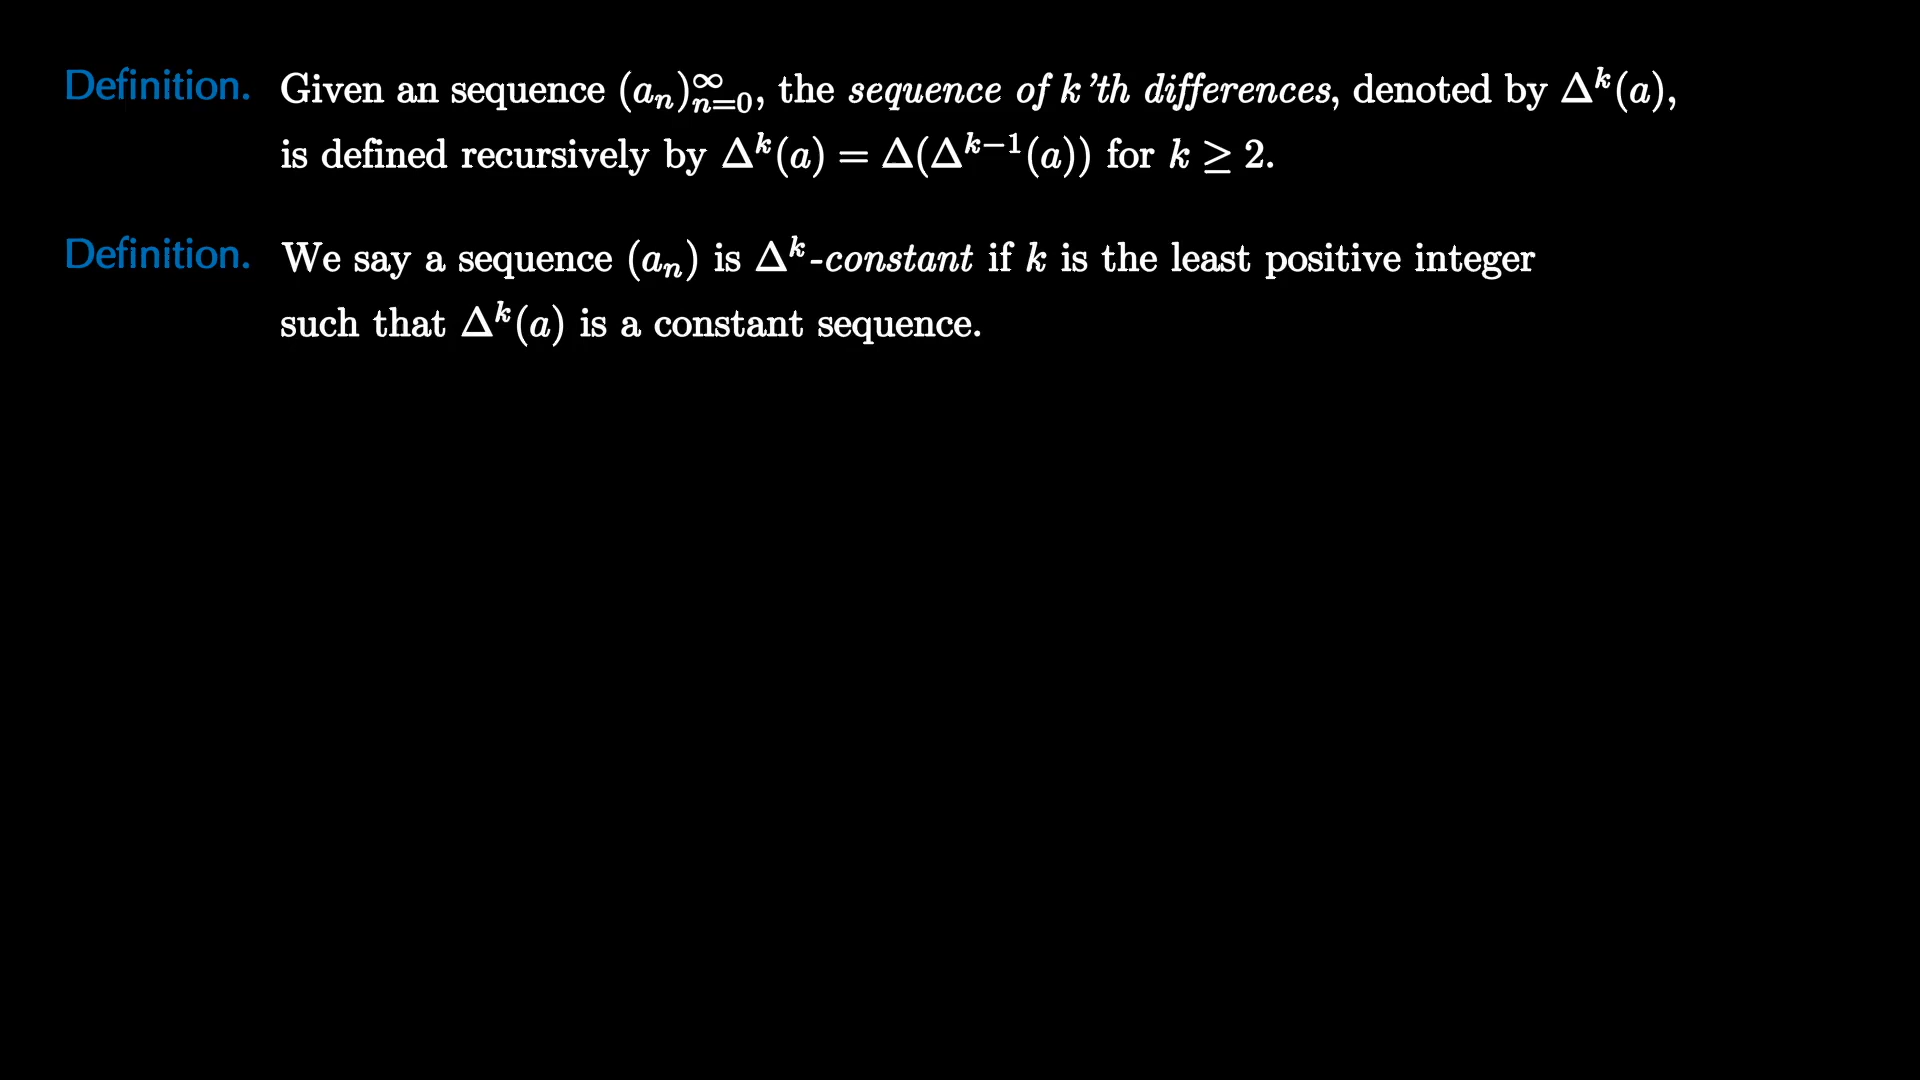 Definition. Given an sequence $(a_n)_{n=0}^{\infty}$, the sequence of k'th differences, denoted by $\Delta^k(a)$,
is defined recursively by $\Delta^k(a) = \Delta(\Delta^{k-1}(a))$ for $k \geq 2$.
Definition. We say a sequence $(a_n)$ is $\Delta^k$-constant if $k$ is the least positive integer
such that $\Delta^k(a)$ is a constant sequence.